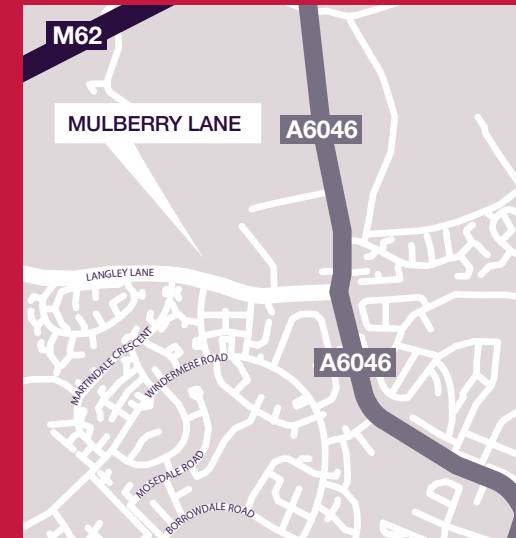 M62
MULBERRY LANE
A6046
LANGLEY LANE
MARTINDALE CRESCENT
WINDERMERE ROAD
A6046
MOSEDALE ROAD
BORROWDALE ROAD